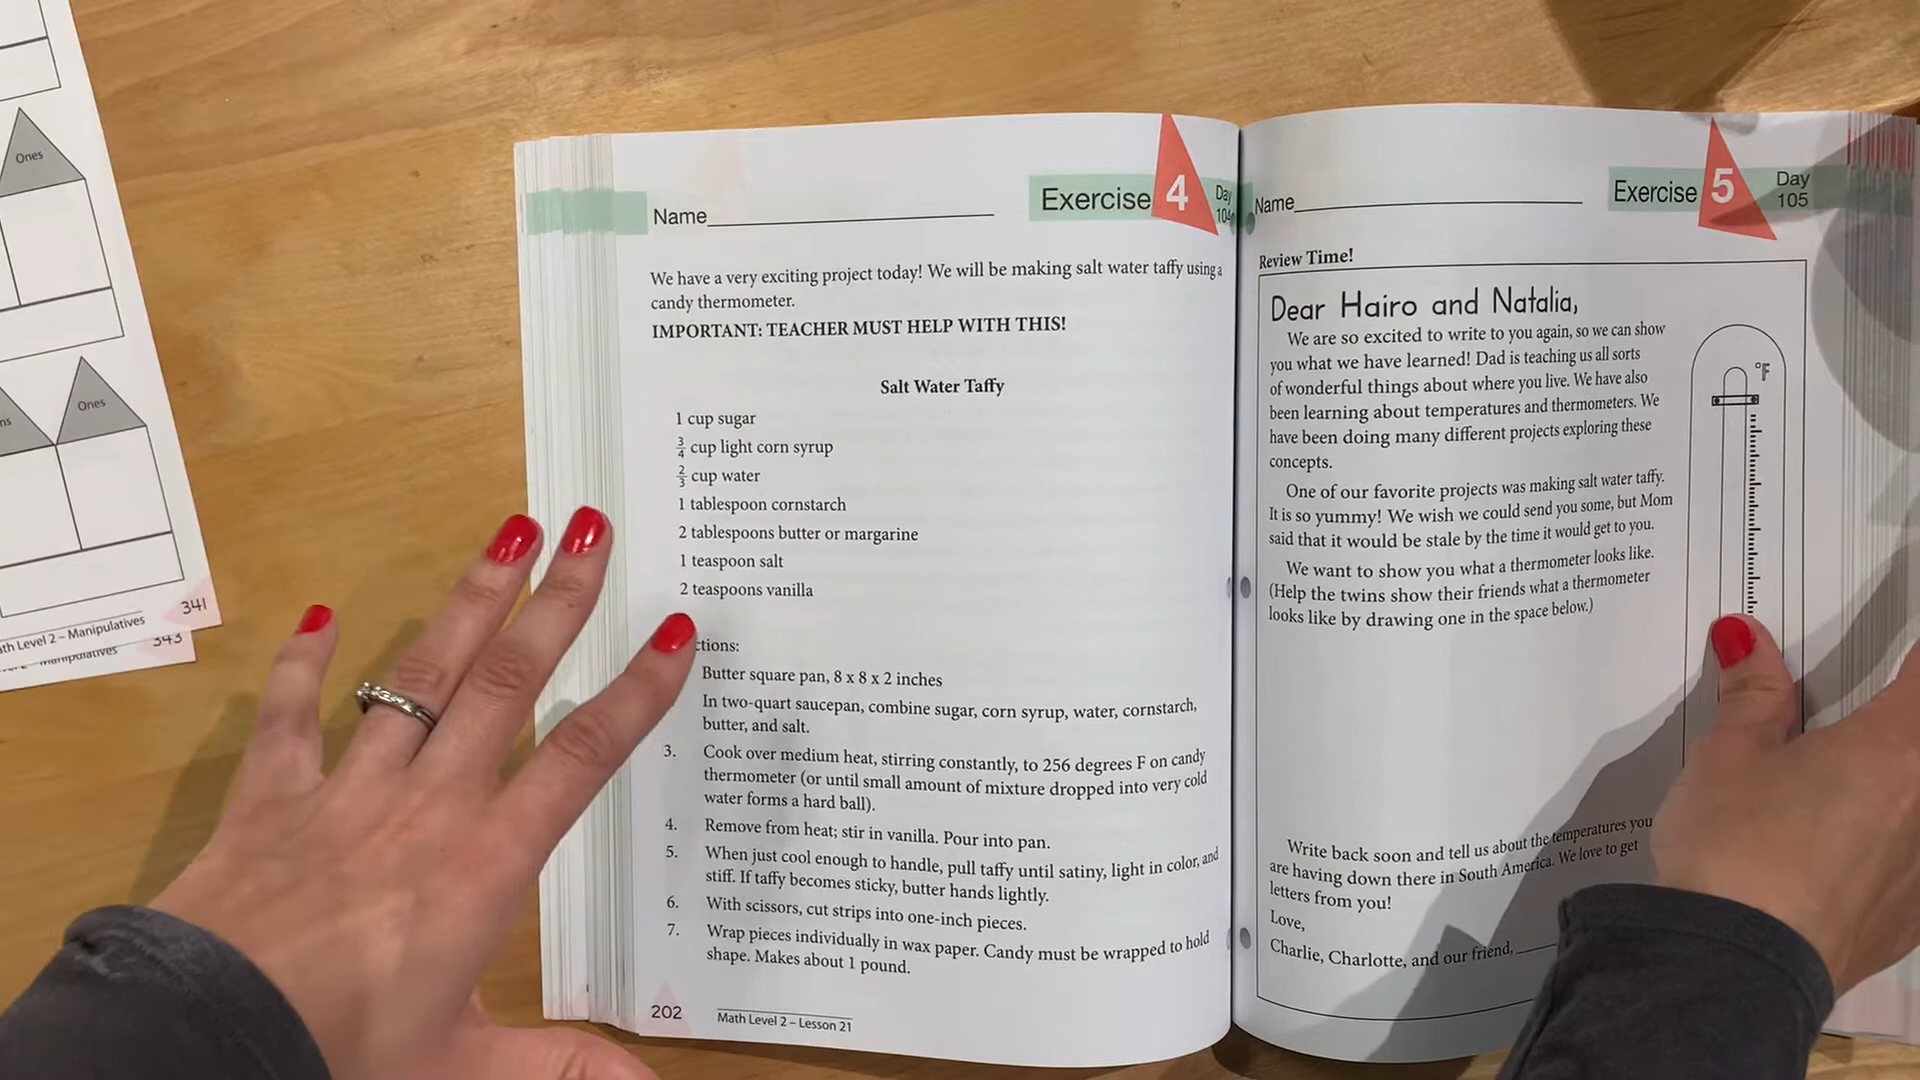 Ones
ns
Ones
341
th Level 2 – Manipulatives
343
Manipulatives
Name
Exercise 4
Day
104
We have a very exciting project today! We will be making salt water taffy using a
candy thermometer.
IMPORTANT: TEACHER MUST HELP WITH THIS!
Salt Water Taffy
1 cup sugar
3/4 cup light corn syrup
2/3 cup water
1 tablespoon cornstarch
2 tablespoons butter or margarine
1 teaspoon salt
2 teaspoons vanilla
ctions:
Butter square pan, 8 x 8 x 2 inches
In two-quart saucepan, combine sugar, corn syrup, water, cornstarch,
butter, and salt.
3. Cook over medium heat, stirring constantly, to 256 degrees F on candy
thermometer (or until small amount of mixture dropped into very cold
water forms a hard ball).
4. Remove from heat; stir in vanilla. Pour into pan.
5. When just cool enough to handle, pull taffy until satiny, light in color, and
stiff. If taffy becomes sticky, butter hands lightly.
6. With scissors, cut strips into one-inch pieces.
7. Wrap pieces individually in wax paper. Candy must be wrapped to hold
shape. Makes about 1 pound.
202
Math Level 2 – Lesson 21
Name
Exercise 5
Day
105
Review Time!
Dear Hairo and Natalia,
We are so excited to write to you again, so we can show
you what we have learned! Dad is teaching us all sorts
of wonderful things about where you live. We have also
been learning about temperatures and thermometers. We
have been doing many different projects exploring these
concepts.
One of our favorite projects was making salt water taffy.
It is so yummy! We wish we could send you some, but Mom
said that it would be stale by the time it would get to you.
We want to show you what a thermometer looks like.
(Help the twins show their friends what a thermometer
looks like by drawing one in the space below.)
°F
Write back soon and tell us about the temperatures you
are having down there in South America. We love to get
letters from you!
Love,
Charlie, Charlotte, and our friend,